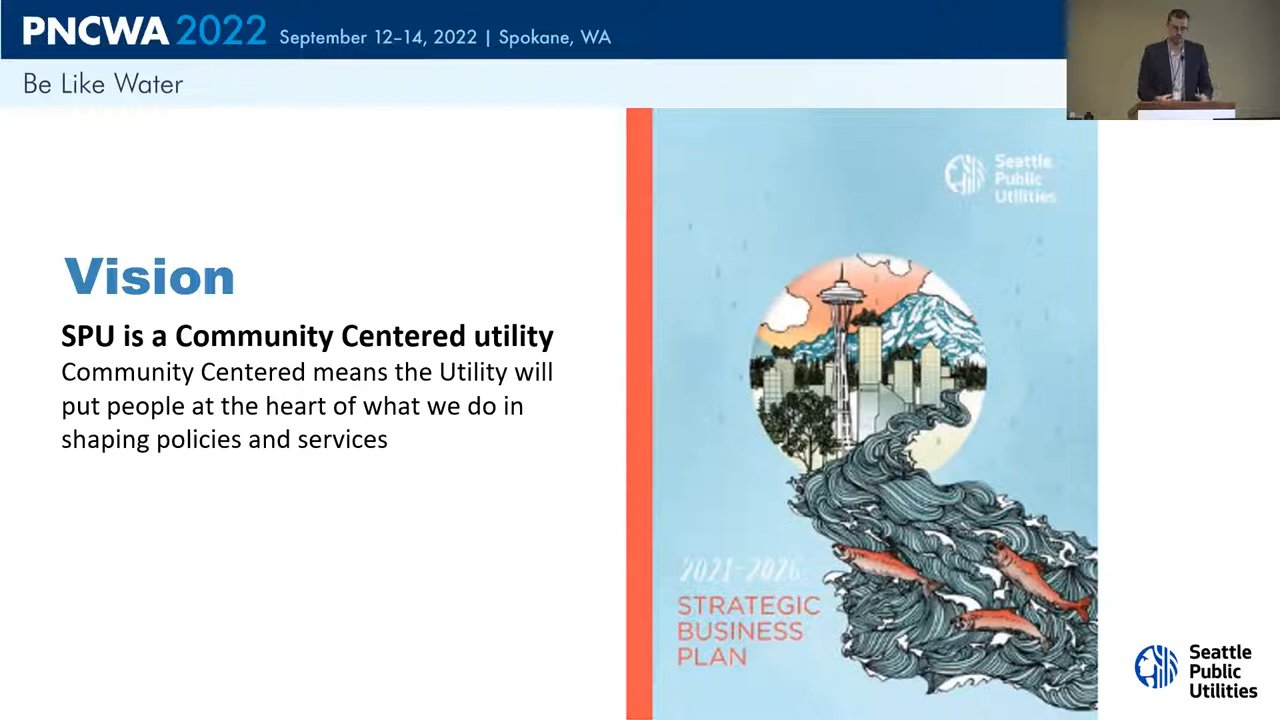 PNCWA 2022 September 12–14, 2022 | Spokane, WA
Be Like Water
Vision
SPU is a Community Centered utility
Community Centered means the Utility will
put people at the heart of what we do in
shaping policies and services
Seattle
Public
Utilities
2021-2026
STRATEGIC
BUSINESS
PLAN
Seattle
Public
Utilities